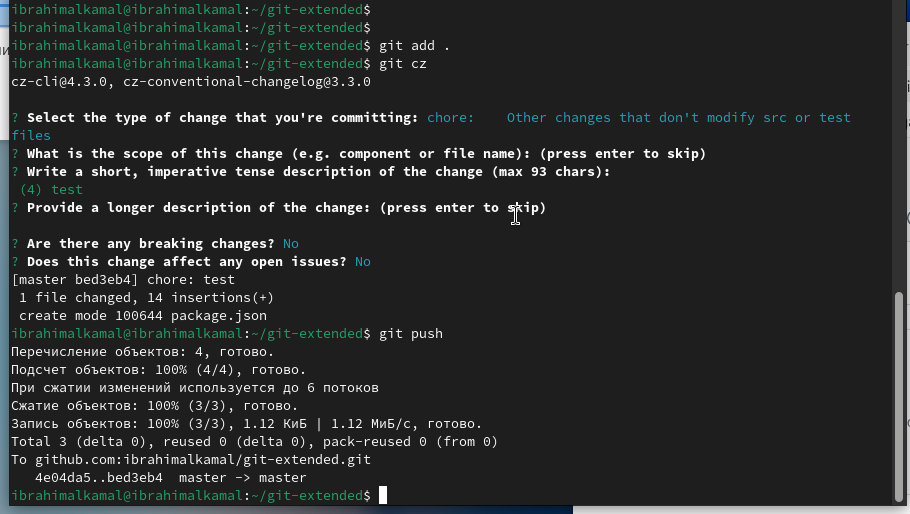 ibrahimalkamal@ibrahimalkamal:~/git-extended$
ibrahimalkamal@ibrahimalkamal:~/git-extended$
ibrahimalkamal@ibrahimalkamal:~/git-extended$ git add .
ibrahimalkamal@ibrahimalkamal:~/git-extended$ git cz
cz-cli@4.3.0, cz-conventional-changelog@3.3.0
? Select the type of change that you're committing: chore:    Other changes that don't modify src or test
files
? What is the scope of this change (e.g. component or file name): (press enter to skip)
? Write a short, imperative tense description of the change (max 93 chars):
(4) test
? Provide a longer description of the change: (press enter to skip)
? Are there any breaking changes? No
? Does this change affect any open issues? No
[master bed3eb4] chore: test
1 file changed, 14 insertions(+)
create mode 100644 package.json
ibrahimalkamal@ibrahimalkamal:~/git-extended$ git push
Перечисление объектов: 4, готово.
Подсчет объектов: 100% (4/4), готово.
При сжатии изменений используется до 6 потоков
Сжатие объектов: 100% (3/3), готово.
Запись объектов: 100% (3/3), 1.12 КиБ | 1.12 МиБ/с, готово.
Total 3 (delta 0), reused 0 (delta 0), pack-reused 0 (from 0)
To github.com:ibrahimalkamal/git-extended.git
4e04da5..bed3eb4  master -> master
ibrahimalkamal@ibrahimalkamal:~/git-extended$